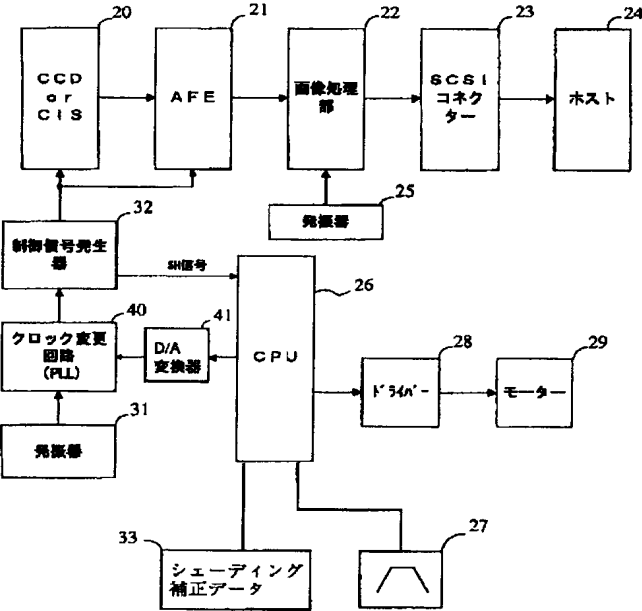 20
21
22
23
24
CCD
or
CIS
AFE
画像処理
部
SCSI
コネク
ター
ホスト
25
発振器
32
制御信号発生
器
SH信号
26
40
41
クロック変更
回路
(PLL)
D/A
変換器
CPU
28
29
ドライバー
モーター
31
発振器
33
シェーディング
補正データ
27